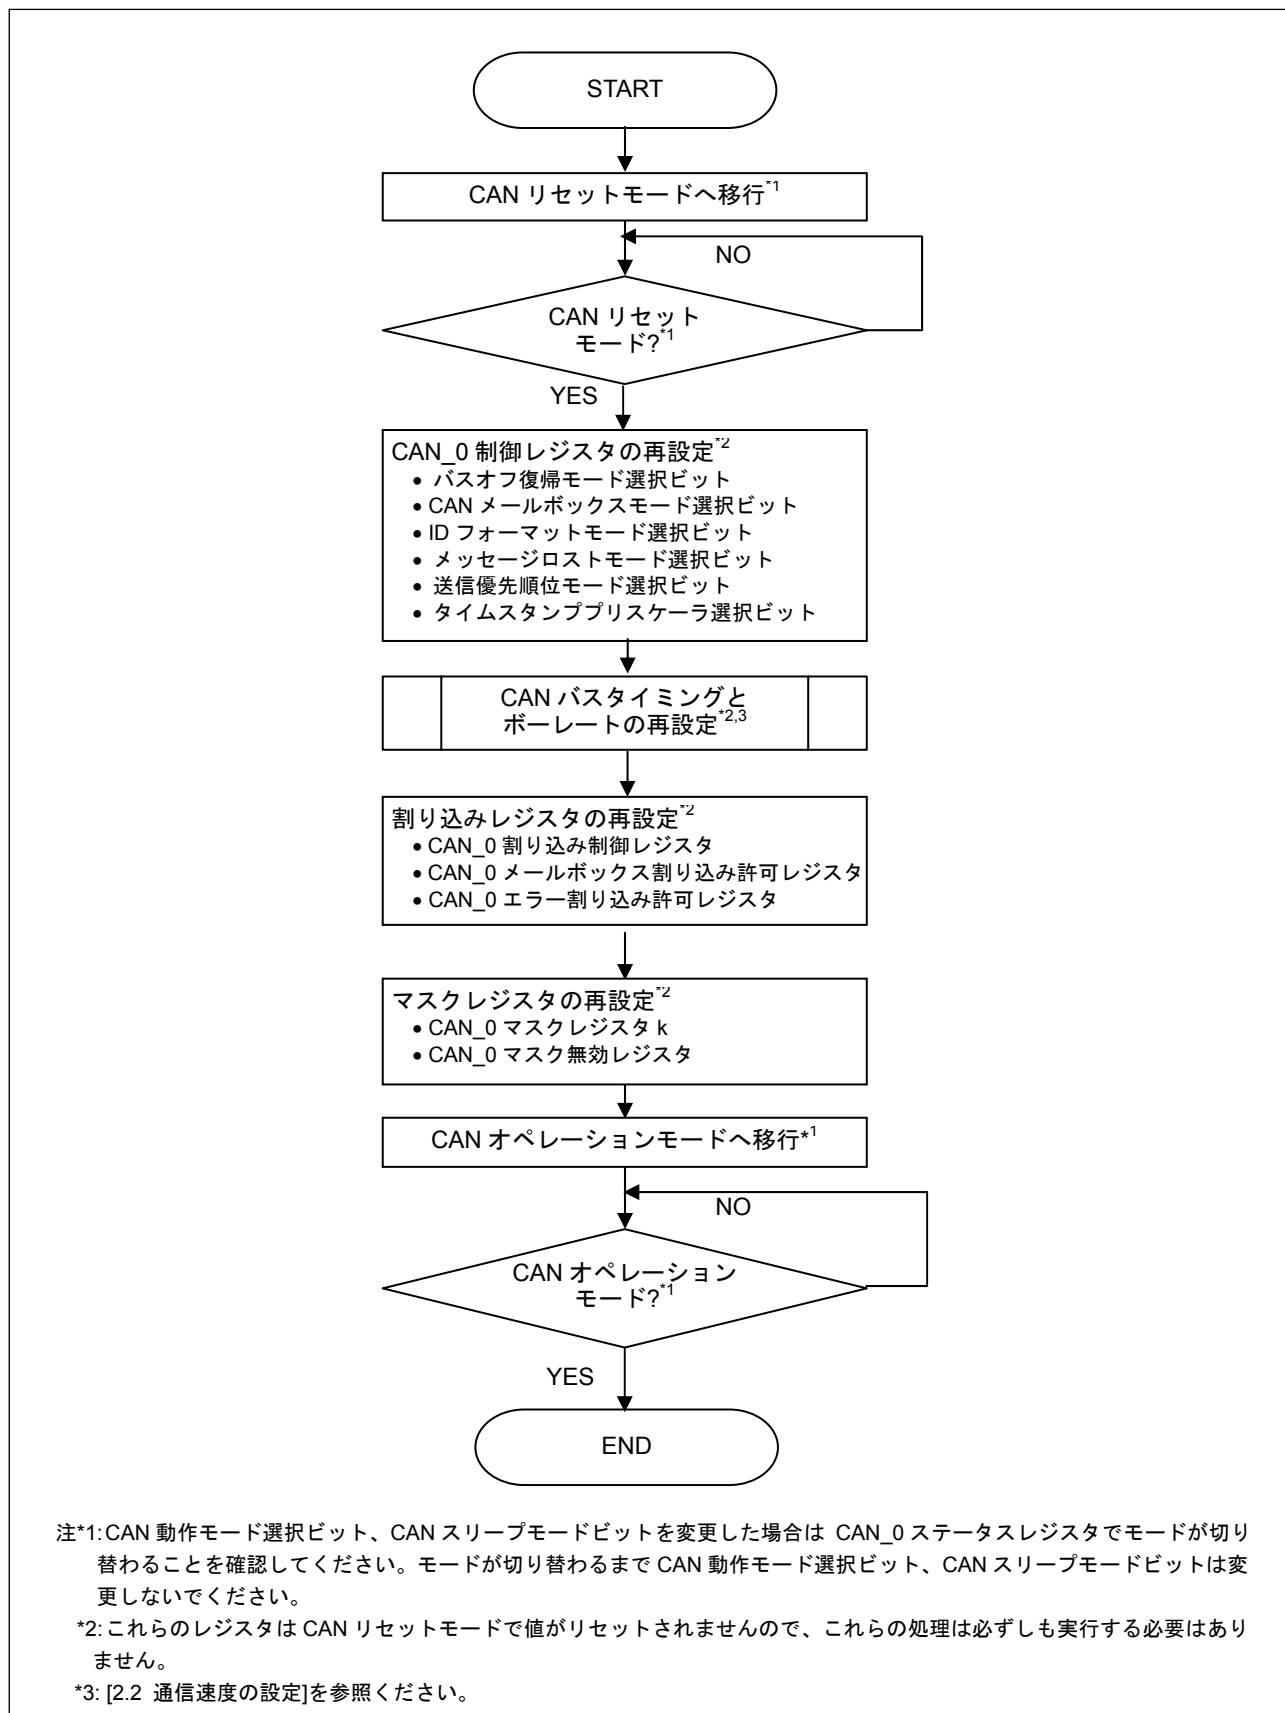 START
CAN リセットモードへ移行*1
NO
CAN リセット
モード?*1
YES
CAN_0 制御レジスタの再設定*2
• バスオフ復帰モード選択ビット
• CAN メールボックスモード選択ビット
• ID フォーマットモード選択ビット
• メッセージロストモード選択ビット
• 送信優先順位モード選択ビット
• タイムスタンププリスケーラ選択ビット
CAN バスタイミングと
ボーレートの再設定*2,3
割り込みレジスタの再設定*2
• CAN_0 割り込み制御レジスタ
• CAN_0 メールボックス割り込み許可レジスタ
• CAN_0 エラー割り込み許可レジスタ
マスクレジスタの再設定*2
• CAN_0 マスクレジスタ k
• CAN_0 マスク無効レジスタ
CAN オペレーションモードへ移行*1
NO
CAN オペレーション
モード?*1
YES
END
注*1: CAN 動作モード選択ビット、CAN スリープモードビットを変更した場合は CAN_0 ステータスレジスタでモードが切り
替わることを確認してください。モードが切り替わるまで CAN 動作モード選択ビット、CAN スリープモードビットは変
更しないでください。
*2: これらのレジスタは CAN リセットモードで値がリセットされませんので、これらの処理は必ずしも実行する必要はあり
ません。
*3: [2.2 通信速度の設定]を参照ください。